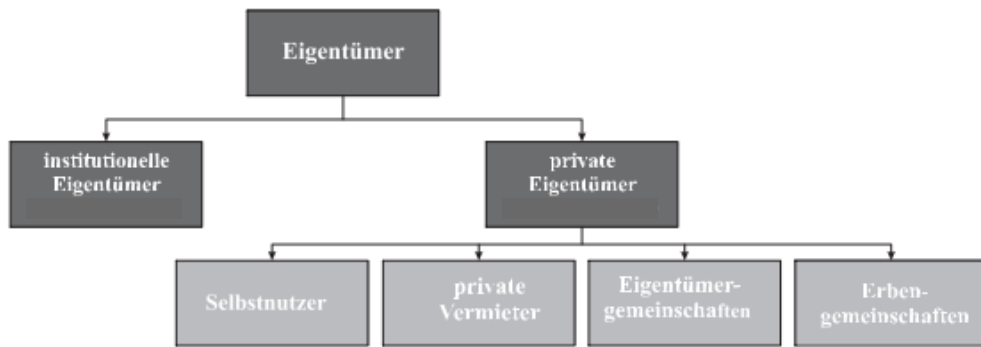 Eigentümer
institutionelle
Eigentümer
private
Eigentümer
Selbstnutzer
private
Vermieter
Eigentümer-
gemeinschaften
Erben-
gemeinschaften